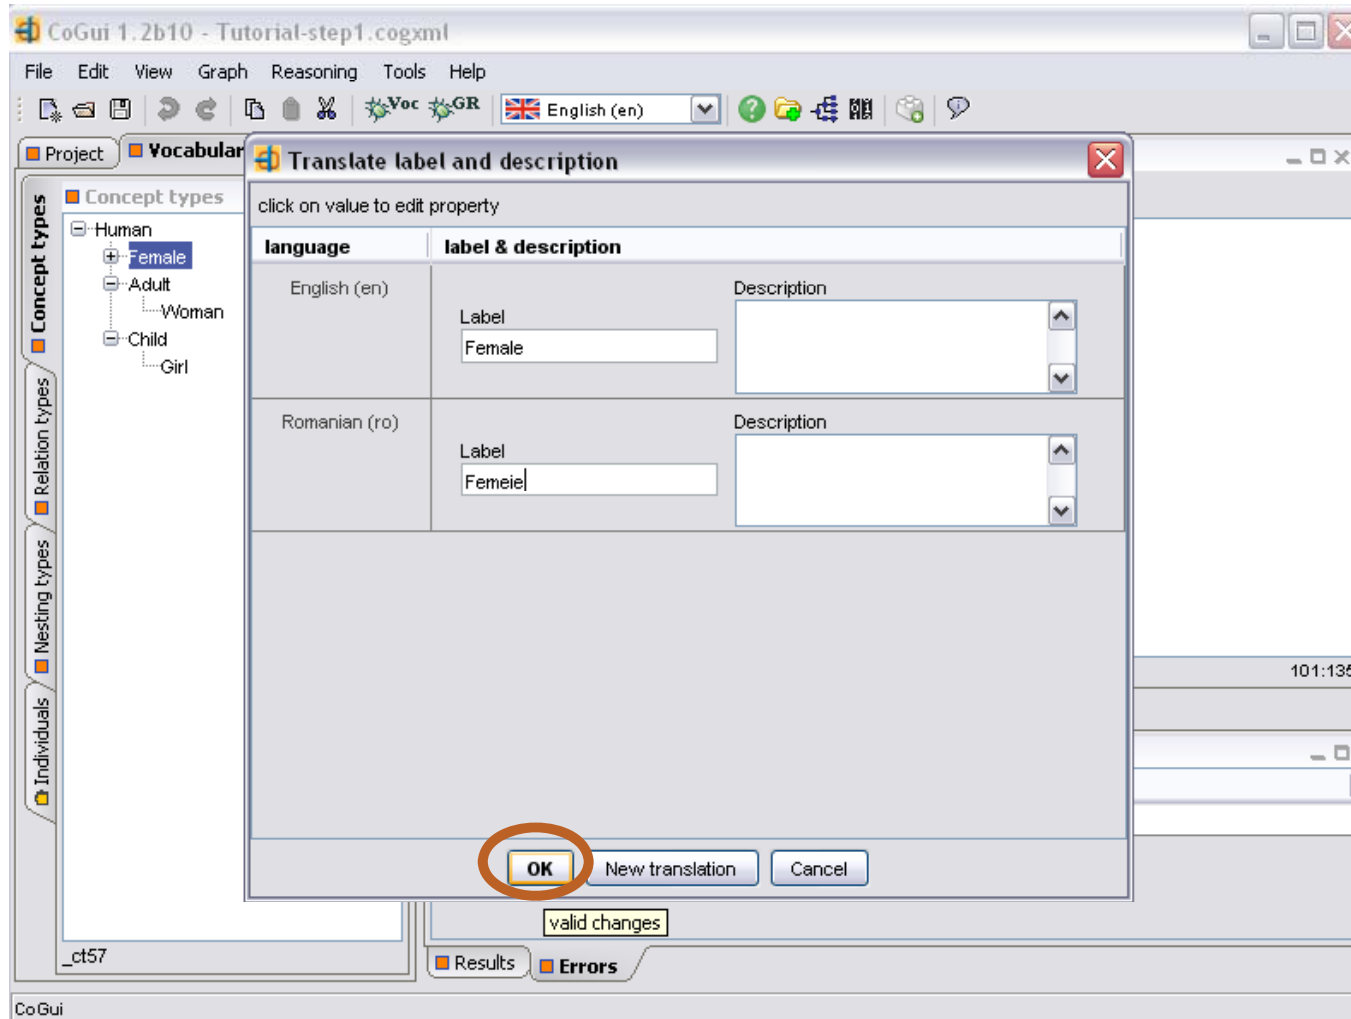 CoGui 1.2b10 - Tutorial-step1.cogxml
File Edit View Graph Reasoning Tools Help
Voc GR English (en)
Project Vocabular
Translate label and description
click on value to edit property
language label & description
English (en)
Label
Female
Description
Romanian (ro)
Label
Femeie
Description
OK New translation Cancel
valid changes
Concept types
Relation types
Nesting types
Individuals
Concept types
Human
Female
Adult
Woman
Child
Girl
_ct57
101:135
Results Errors
CoGui